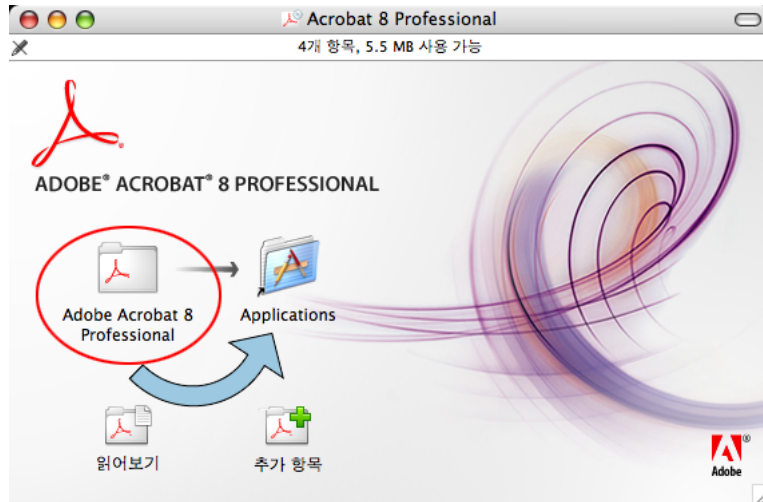 Acrobat 8 Professional
4개 항목, 5.5 MB 사용 가능
ADOBE® ACROBAT® 8 PROFESSIONAL
Adobe Acrobat 8
Professional
Applications
읽어보기
추가 항목
Adobe